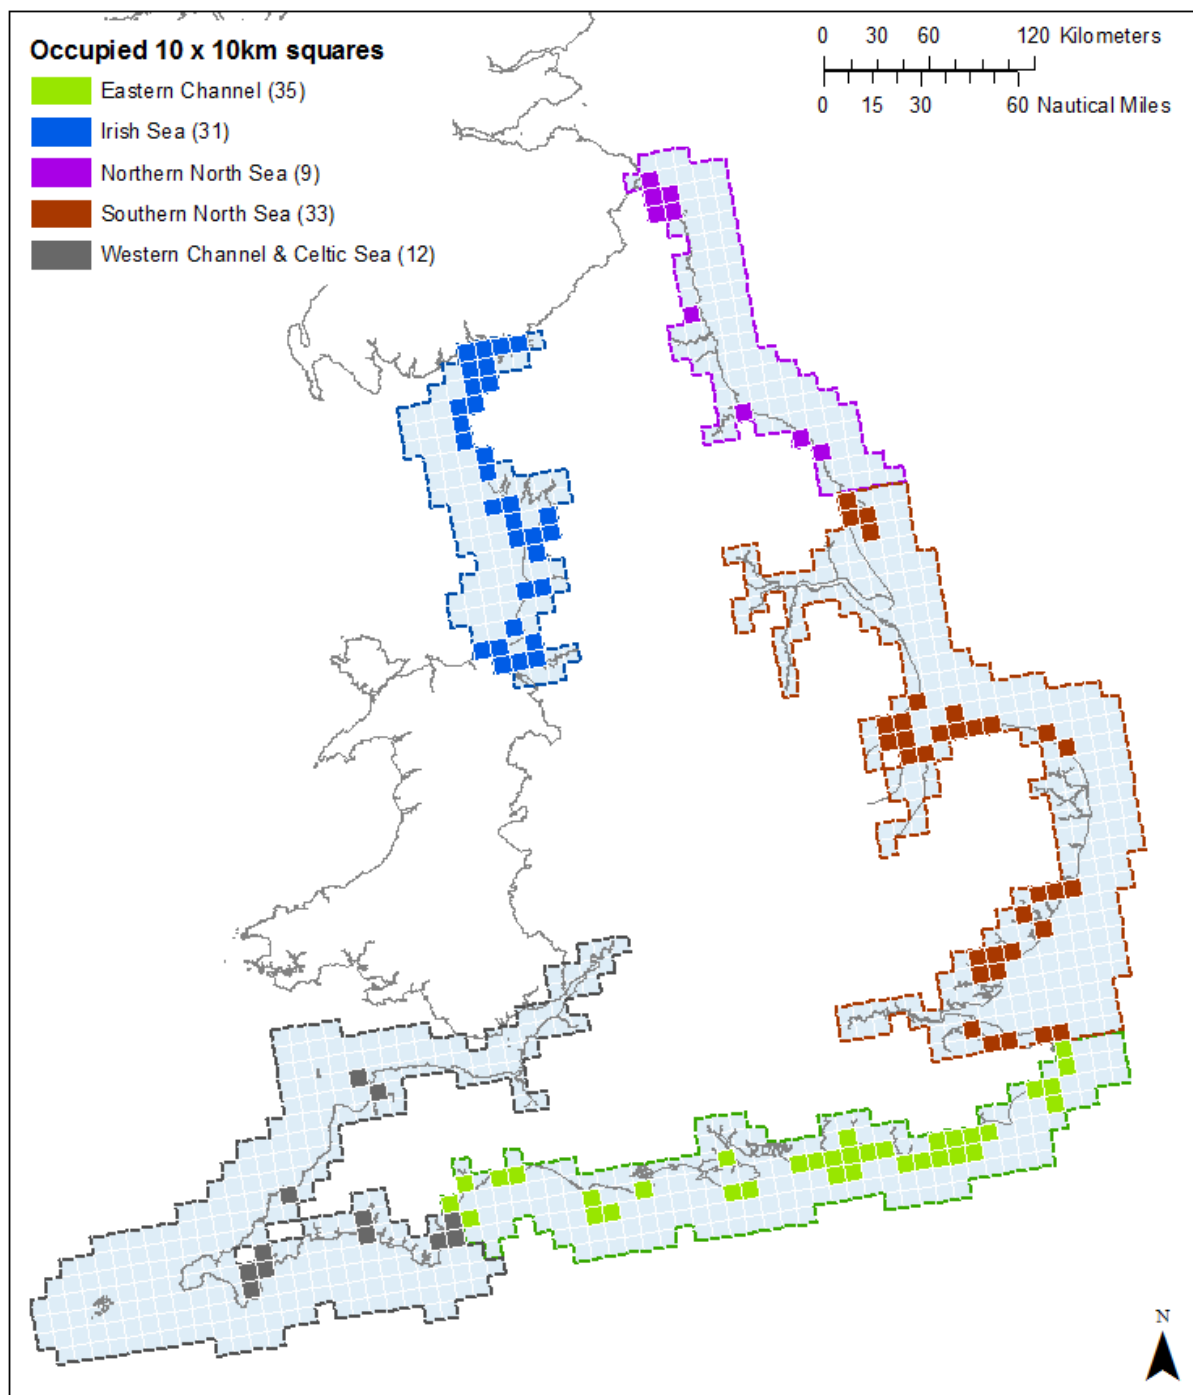 Occupied 10 x 10km squares
Eastern Channel (35)
Irish Sea (31)
Northern North Sea (9)
Southern North Sea (33)
Western Channel & Celtic Sea (12)
0 30 60 120 Kilometers
0 15 30 60 Nautical Miles
N